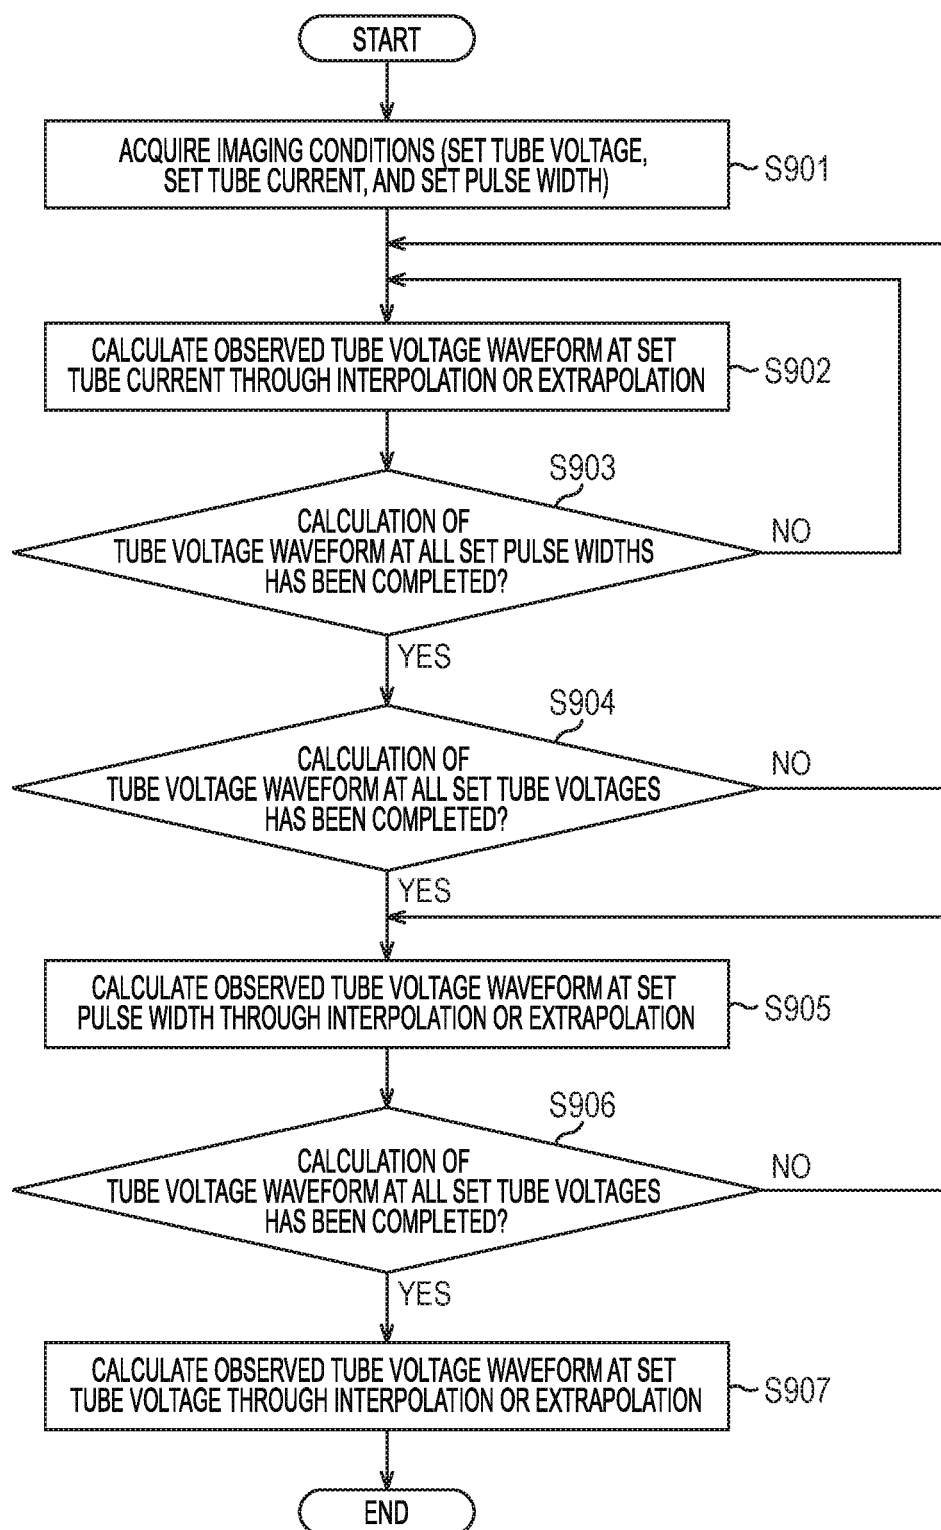 START
ACQUIRE IMAGING CONDITIONS (SET TUBE VOLTAGE,
SET TUBE CURRENT, AND SET PULSE WIDTH)
S901
CALCULATE OBSERVED TUBE VOLTAGE WAVEFORM AT SET
TUBE CURRENT THROUGH INTERPOLATION OR EXTRAPOLATION
S902
S903
CALCULATION OF
TUBE VOLTAGE WAVEFORM AT ALL SET PULSE WIDTHS
HAS BEEN COMPLETED?
NO
YES
S904
CALCULATION OF
TUBE VOLTAGE WAVEFORM AT ALL SET TUBE VOLTAGES
HAS BEEN COMPLETED?
NO
YES
CALCULATE OBSERVED TUBE VOLTAGE WAVEFORM AT SET
PULSE WIDTH THROUGH INTERPOLATION OR EXTRAPOLATION
S905
S906
CALCULATION OF
TUBE VOLTAGE WAVEFORM AT ALL SET TUBE VOLTAGES
HAS BEEN COMPLETED?
NO
YES
CALCULATE OBSERVED TUBE VOLTAGE WAVEFORM AT SET
TUBE VOLTAGE THROUGH INTERPOLATION OR EXTRAPOLATION
S907
END